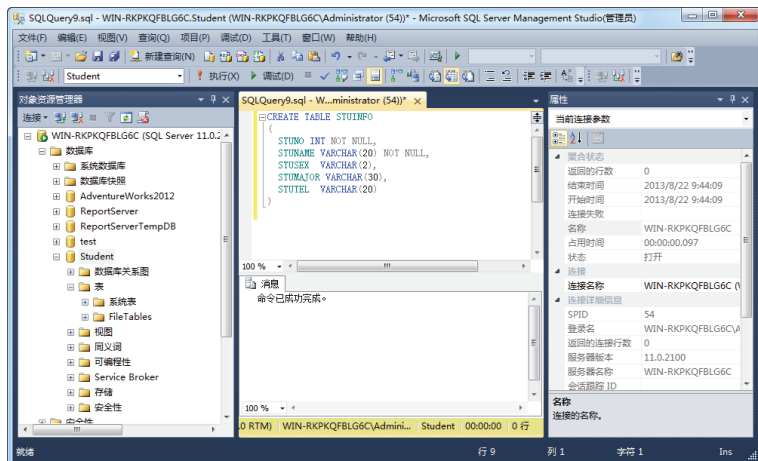 SQLQuery9.sql - WIN-RKPKQFBLG6C.Student (WIN-RKPKQFBLG6C\Administrator (54))* - Microsoft SQL Server Management Studio(管理员)
文件(F) 编辑(E) 视图(V) 查询(Q) 项目(P) 调试(D) 工具(T) 窗口(W) 帮助(H)
新建查询(N)
Student 执行(X) 调试(D)
对象资源管理器
连接
WIN-RKPKQFBLG6C (SQL Server 11.0.2
数据库
系统数据库
数据库快照
AdventureWorks2012
ReportServer
ReportServerTempDB
test
Student
数据库关系图
表
系统表
FileTables
视图
同义词
可编程性
Service Broker
存储
安全性
安全性
SQLQuery9.sql - W...ministrator (54))*
CREATE TABLE STUINFO
(
STUNO INT NOT NULL,
STUNAME VARCHAR(20) NOT NULL,
STUSEX VARCHAR(2),
STUMAJOR VARCHAR(30),
STUTEL VARCHAR(20)
)
100 %
消息
命令已成功完成。
100 %
.0 RTM) WIN-RKPKQFBLG6C\Admini... Student 00:00:00 0 行
属性
当前连接参数
聚合状态
返回的行数 0
结束时间 2013/8/22 9:44:09
开始时间 2013/8/22 9:44:09
连接失败
名称 WIN-RKPKQFBLG6C
占用时间 00:00:00.097
状态 打开
连接
连接名称 WIN-RKPKQFBLG6C (\
连接详细信息
SPID 54
登录名 WIN-RKPKQFBLG6C\A
返回的连接行数 0
服务器版本 11.0.2100
服务器名称 WIN-RKPKQFBLG6C
会话跟踪 ID
名称
连接的名称。
就绪 行 9 列 1 字符 1 Ins